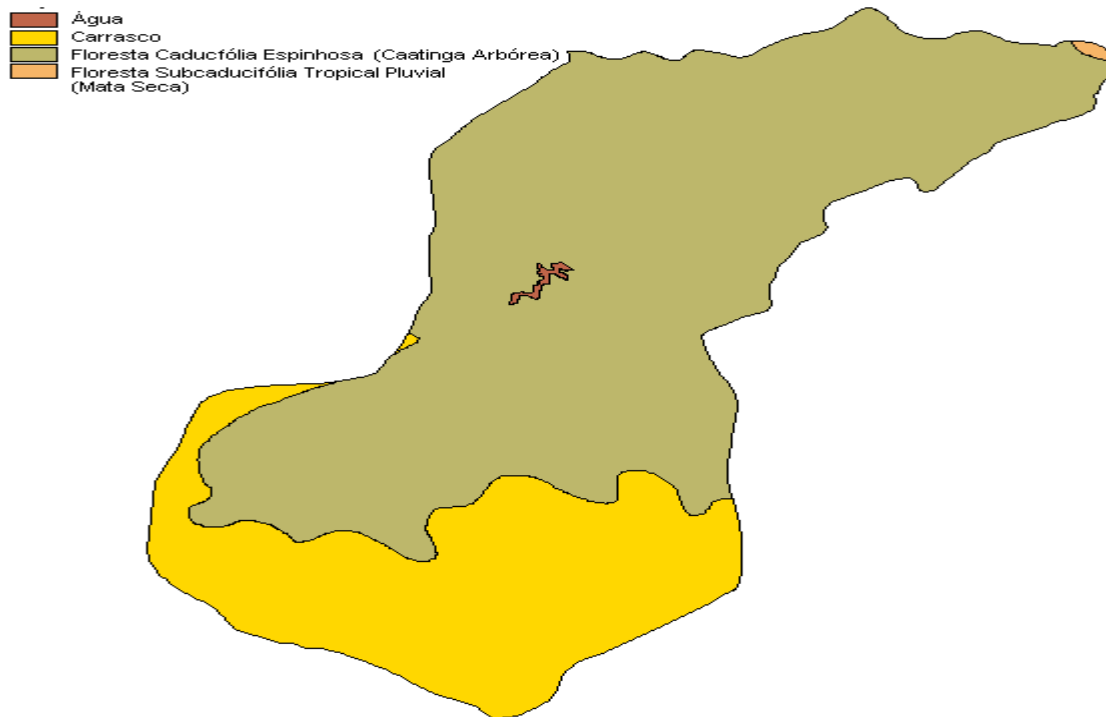 Água
Carrasco
Floresta Caducfólia Espinhosa (Caatinga Arbórea)
Floresta Subcaducifólia Tropical Pluvial
(Mata Seca)